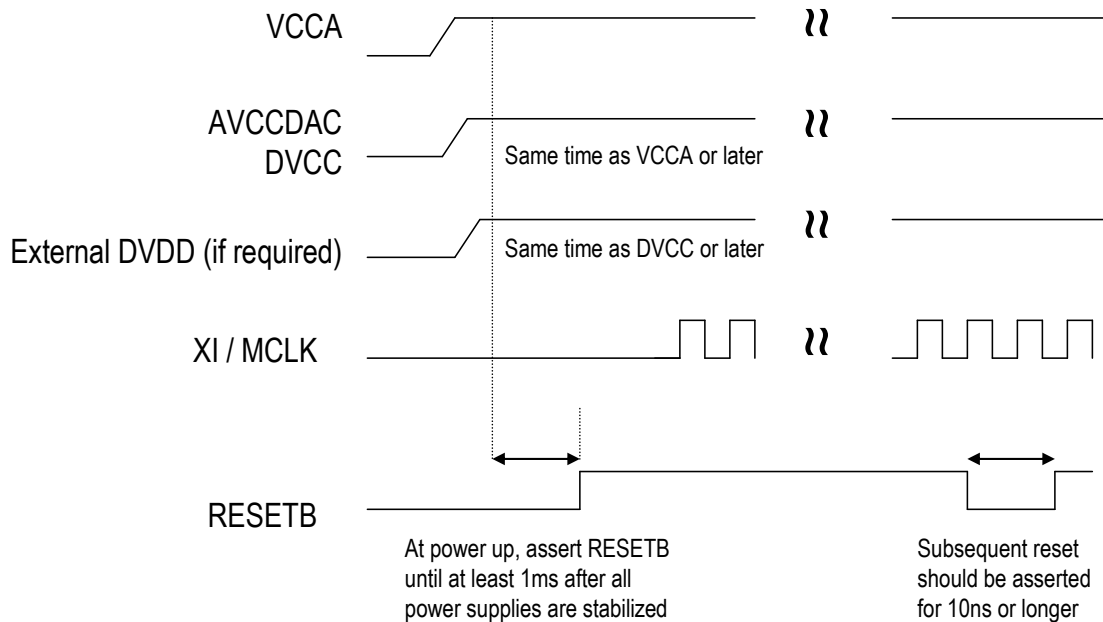 VCCA
AVCCDAC
DVCC
Same time as VCCA or later
External DVDD (if required)
Same time as DVCC or later
XI / MCLK
RESETB
At power up, assert RESETB
until at least 1ms after all
power supplies are stabilized
Subsequent reset
should be asserted
for 10ns or longer